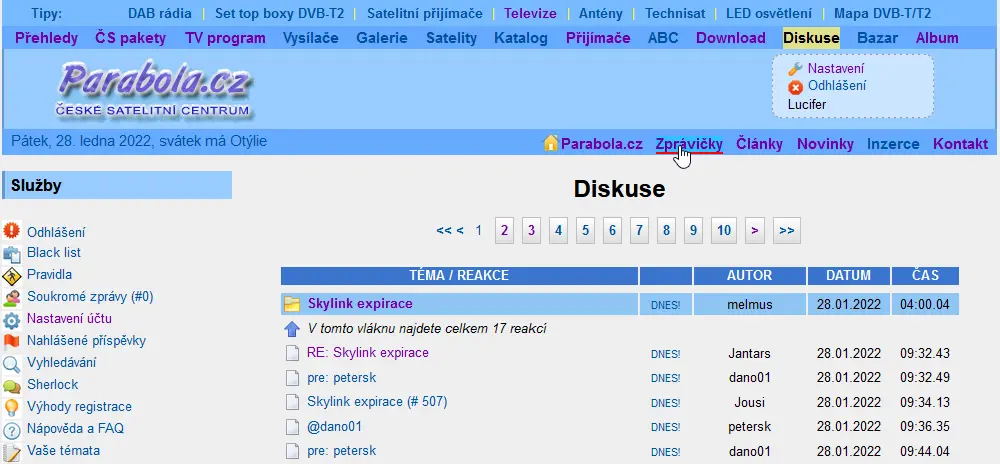 Tipy: DAB rádia | Set top boxy DVB-T2 | Satelitní přijímače | Televize | Antény | Technisat | LED osvětlení | Mapa DVB-T/T2
Přehledy ČS pakety TV program Vysílače Galerie Satelity Katalog Přijímače ABC Download Diskuse Bazar Album
Parabola.cz
ČESKÉ SATELITNÍ CENTRUM
Nastavení
Odhlášení
Lucifer
Pátek, 28. ledna 2022, svátek má Otýlie
Parabola.cz Zprávičky Články Novinky Inzerce Kontakt
Služby
Odhlášení
Black list
Pravidla
Soukromé zprávy (#0)
Nastavení účtu
Nahlášené příspěvky
Vyhledávání
Sherlock
Výhody registrace
Nápověda a FAQ
Vaše témata
Diskuse
<< < 1 2 3 4 5 6 7 8 9 10 > >>
TÉMA / REAKCE AUTOR DATUM ČAS
Skylink expirace DNES! melmus 28.01.2022 04:00.04
V tomto vláknu najdete celkem 17 reakcí
RE: Skylink expirace DNES! Jantars 28.01.2022 09:32.43
pre: petersk DNES! dano01 28.01.2022 09:32.49
Skylink expirace (# 507) DNES! Jousi 28.01.2022 09:34.13
@dano01 DNES! petersk 28.01.2022 09:36.35
pre: petersk DNES! dano01 28.01.2022 09:44.04